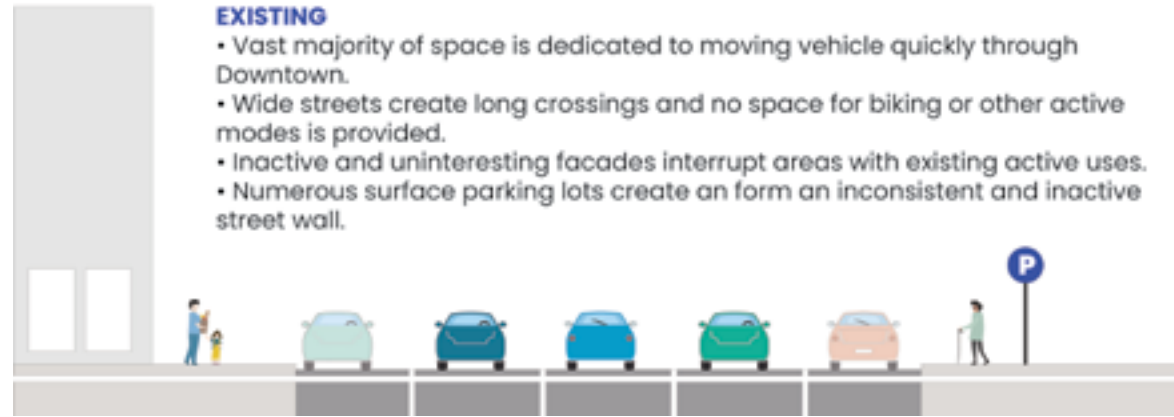 EXISTING
• Vast majority of space is dedicated to moving vehicle quickly through
Downtown.
• Wide streets create long crossings and no space for biking or other active
modes is provided.
• Inactive and uninteresting facades interrupt areas with existing active uses.
• Numerous surface parking lots create an form an inconsistent and inactive
street wall.
P